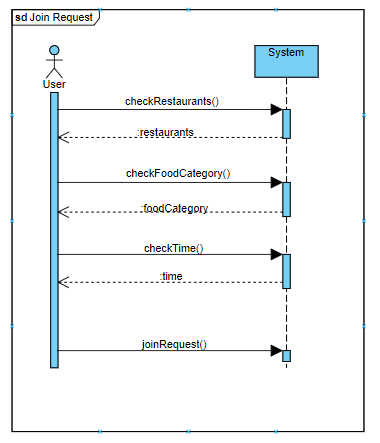 sd Join Request
System
User
checkRestaurants()
:restaurants
checkFoodCategory()
:foodCategory
checkTime()
:time
joinRequest()